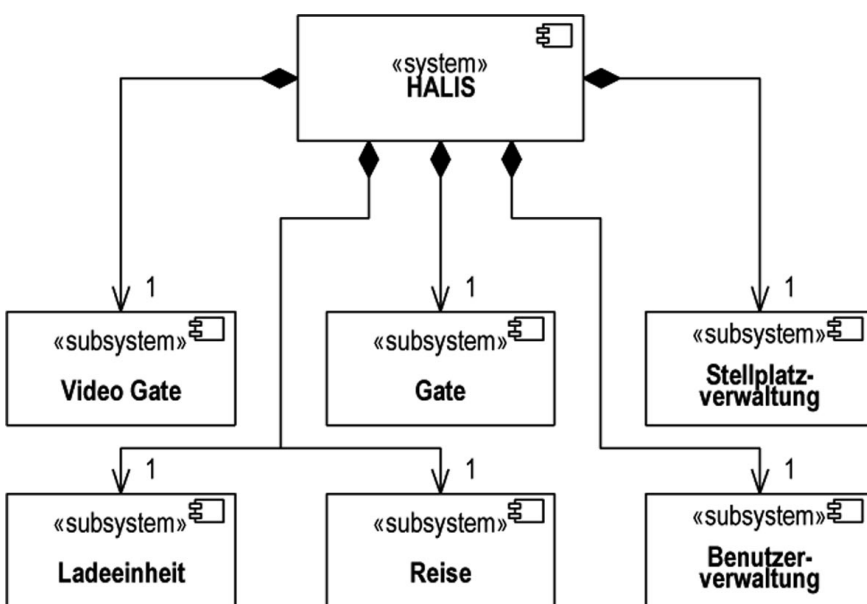 «system»
HALIS
1
1
1
«subsystem»
Video Gate
«subsystem»
Gate
«subsystem»
Stellplatz-
verwaltung
1
1
1
«subsystem»
Ladeeinheit
«subsystem»
Reise
«subsystem»
Benutzer-
verwaltung